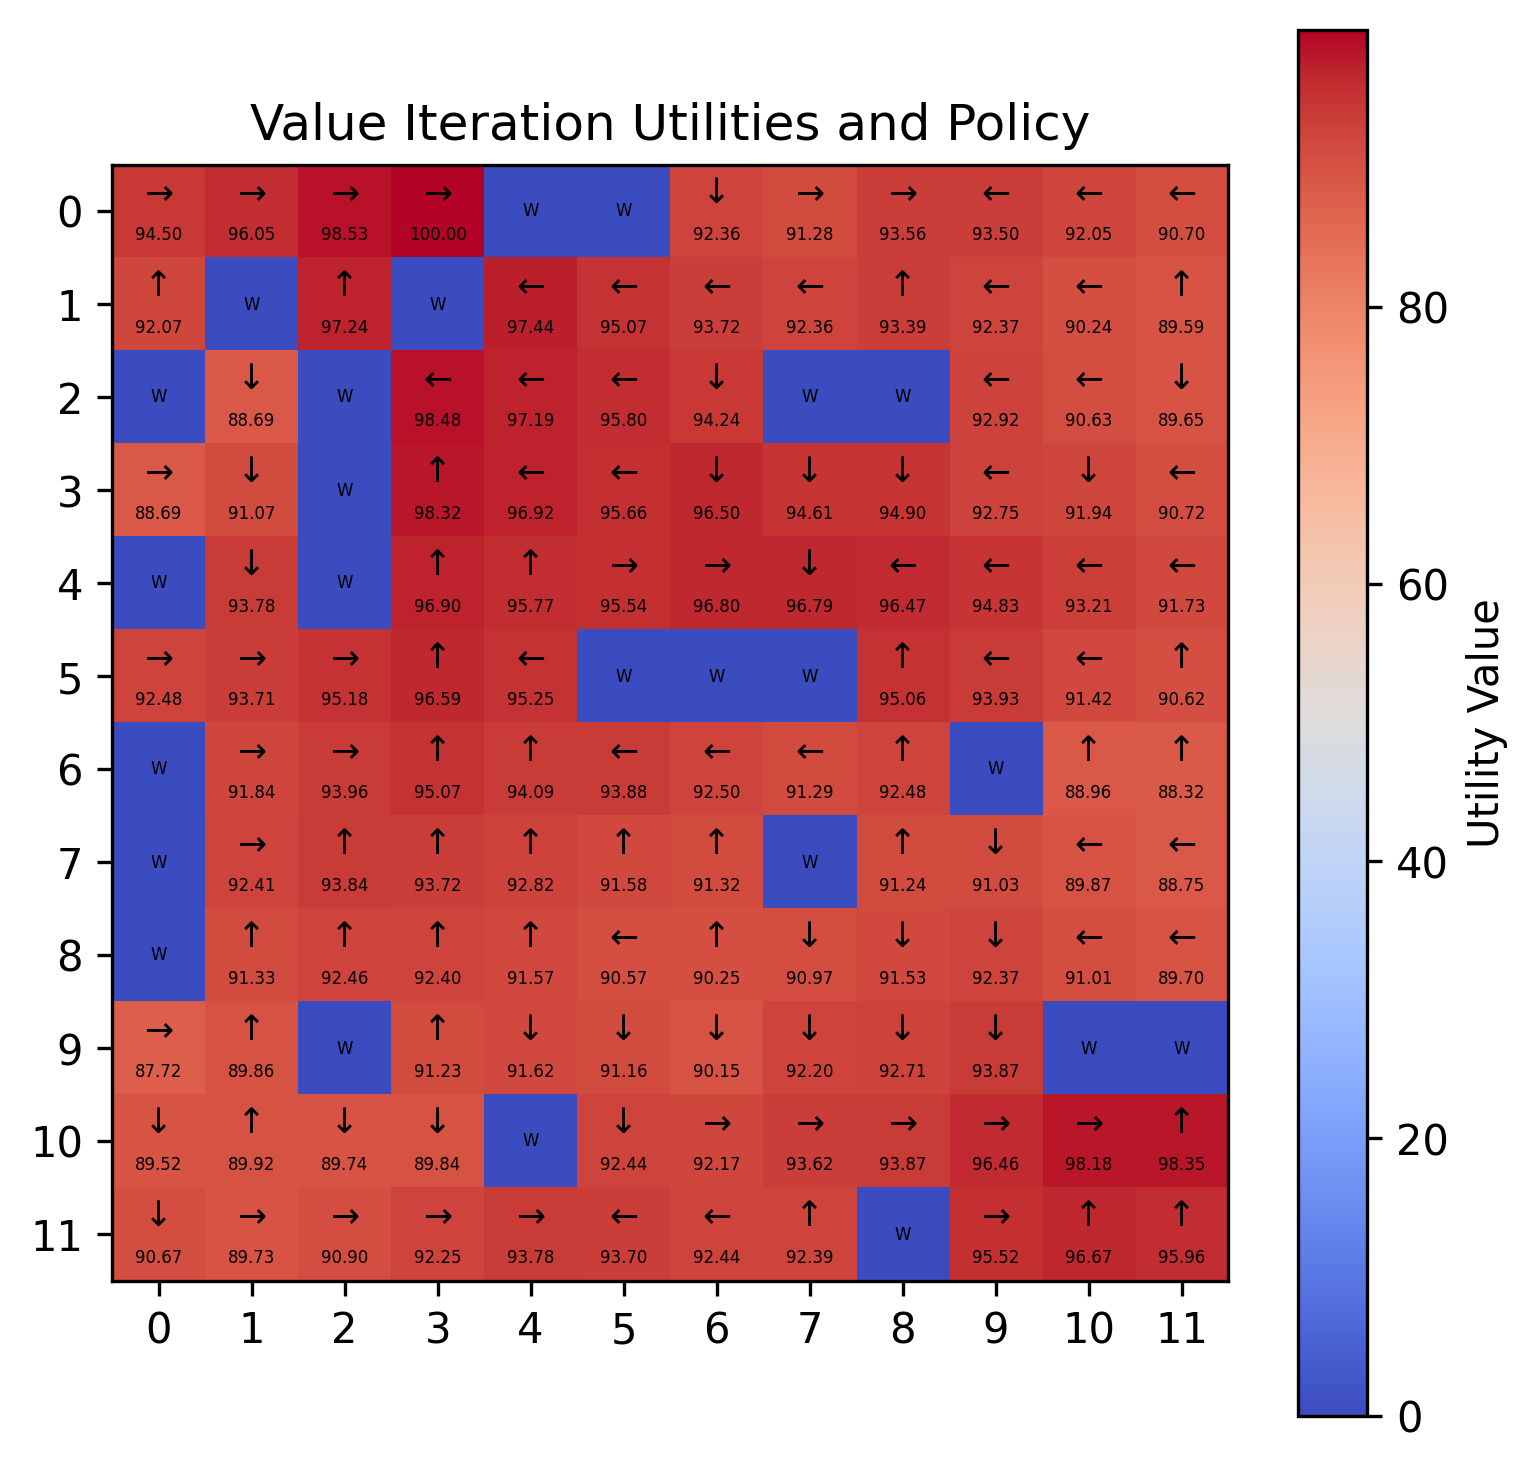 Value Iteration Utilities and Policy
0 → → → → W W ↓ → → ← ← ←
94.50 96.05 98.53 100.00 92.36 91.28 93.56 93.50 92.05 90.70
1 ↑ W ↑ W ← ← ← ← ↑ ← ← ↑
92.07 97.24 97.44 95.07 93.72 92.36 93.39 92.37 90.24 89.59
2 W ↓ W ← ← ← ↓ W W ← ← ↓
88.69 98.48 97.19 95.80 94.24 92.92 90.63 89.65
3 → ↓ W ↑ ← ← ↓ ↓ ↓ ← ↓ ←
88.69 91.07 98.32 96.92 95.66 96.50 94.61 94.90 92.75 91.94 90.72
4 W ↓ W ↑ ↑ → → ↓ ← ← ← ←
93.78 96.90 95.77 95.54 96.80 96.79 96.47 94.83 93.21 91.73
5 → → → ↑ ← W W W ↑ ← ← ↑
92.48 93.71 95.18 96.59 95.25 95.06 93.93 91.42 90.62
6 W → → ↑ ↑ ← ← ← ↑ W ↑ ↑
91.84 93.96 95.07 94.09 93.88 92.50 91.29 92.48 88.96 88.32
7 W → ↑ ↑ ↑ ↑ ↑ W ↑ ↓ ← ←
92.41 93.84 93.72 92.82 91.58 91.32 91.24 91.03 89.87 88.75
8 W ↑ ↑ ↑ ↑ ← ↑ ↓ ↓ ↓ ← ←
91.33 92.46 92.40 91.57 90.57 90.25 90.97 91.53 92.37 91.01 89.70
9 → ↑ W ↑ ↓ ↓ ↓ ↓ ↓ ↓ W W
87.72 89.86 91.23 91.62 91.16 90.15 92.20 92.71 93.87
10 ↓ ↑ ↓ ↓ W ↓ → → → → → ↑
89.52 89.92 89.74 89.84 92.44 92.17 93.62 93.87 96.46 98.18 98.35
11 ↓ → → → → ← ← ↑ W → ↑ ↑
90.67 89.73 90.90 92.25 93.78 93.70 92.44 92.39 95.52 96.67 95.96
0 1 2 3 4 5 6 7 8 9 10 11
80
60
40
20
0
Utility Value